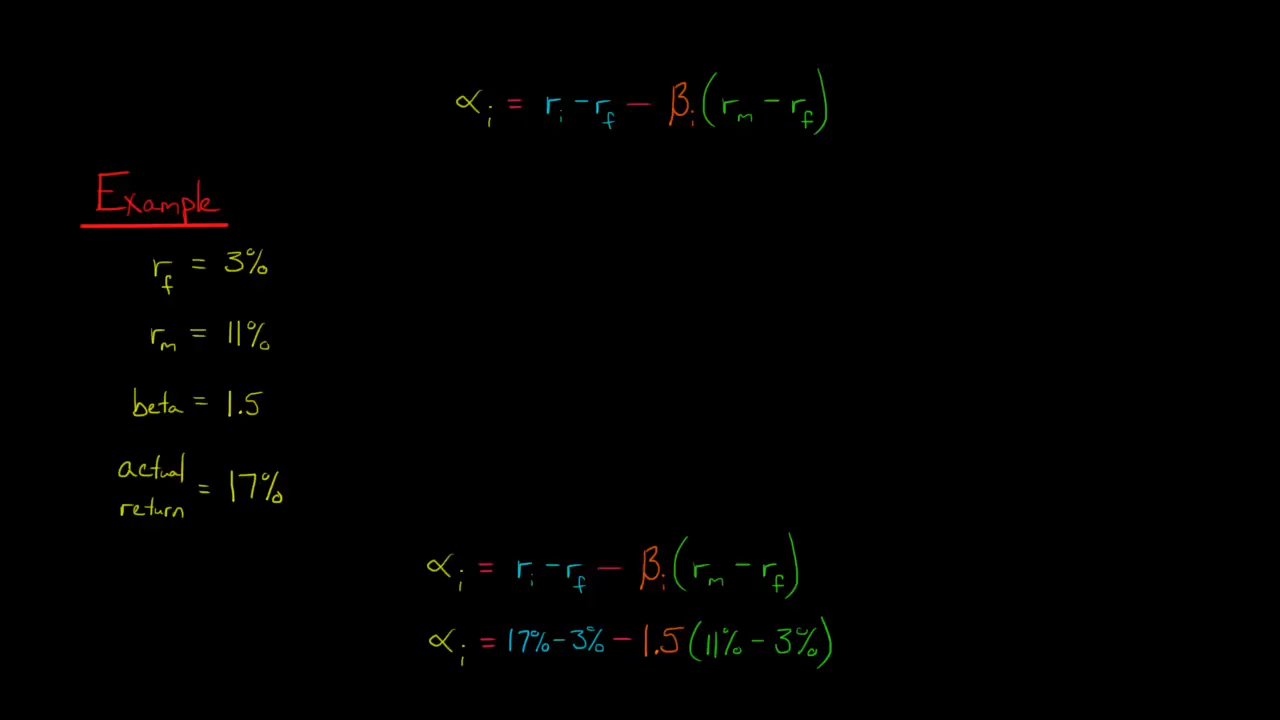 αᵢ = rᵢ - r_f - βᵢ(r_m - r_f)
Example
r_f = 3%
r_m = 11%
beta = 1.5
actual return = 17%
αᵢ = rᵢ - r_f - βᵢ(r_m - r_f)
αᵢ = 17% - 3% - 1.5(11% - 3%)